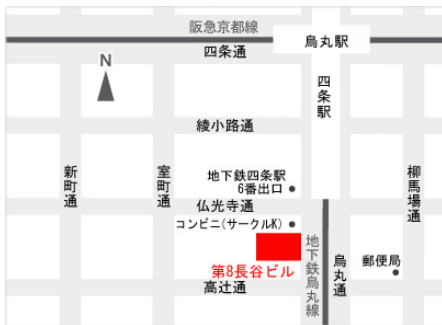 阪急京都線
烏丸駅
四条通
N
四条駅
綾小路通
新町通
室町通
柳馬場通
地下鉄四条駅
6番出口
仏光寺通
コンビニ(サークルK)
地下鉄烏丸線
烏丸通
郵便局
第8長谷ビル
高辻通